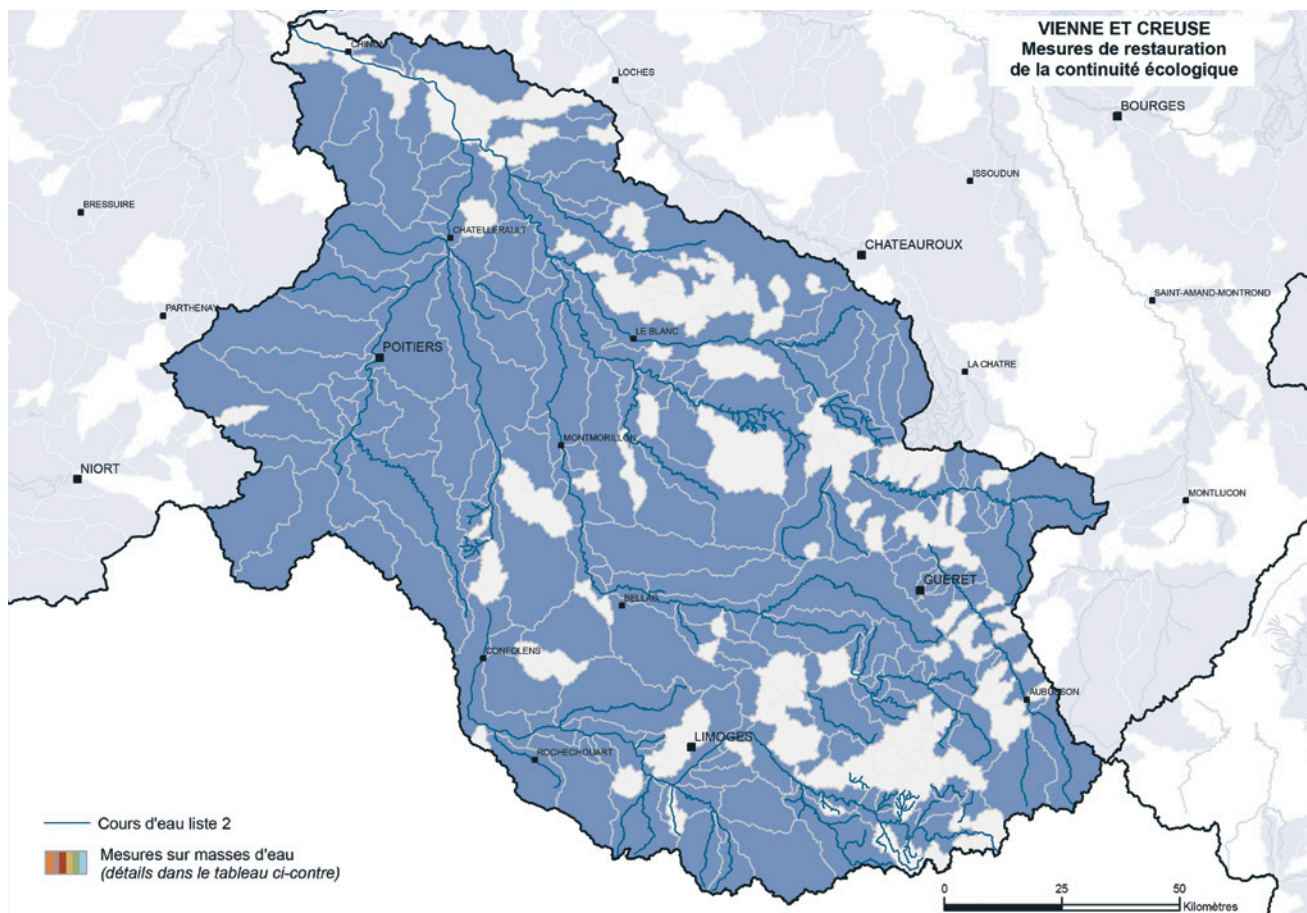 VIENNE ET CREUSE
Mesures de restauration
de la continuité écologique
CHINON
LOCHES
BOURGES
ISSOUDUN
BRESSUIRE
CHATELLERAULT
CHATEAUROUX
SAINT-AMAND-MONTROND
PARTHENAY
LE BLANC
POITIERS
LA CHATRE
MONTMORILLON
NIORT
MONTLUCON
GUERET
BELLAC
CONFOLENS
AUBUSSON
LIMOGES
ROCHECHOUART
Cours d'eau liste 2
Mesures sur masses d'eau
(détails dans le tableau ci-contre)
0 25 50
Kilomètres